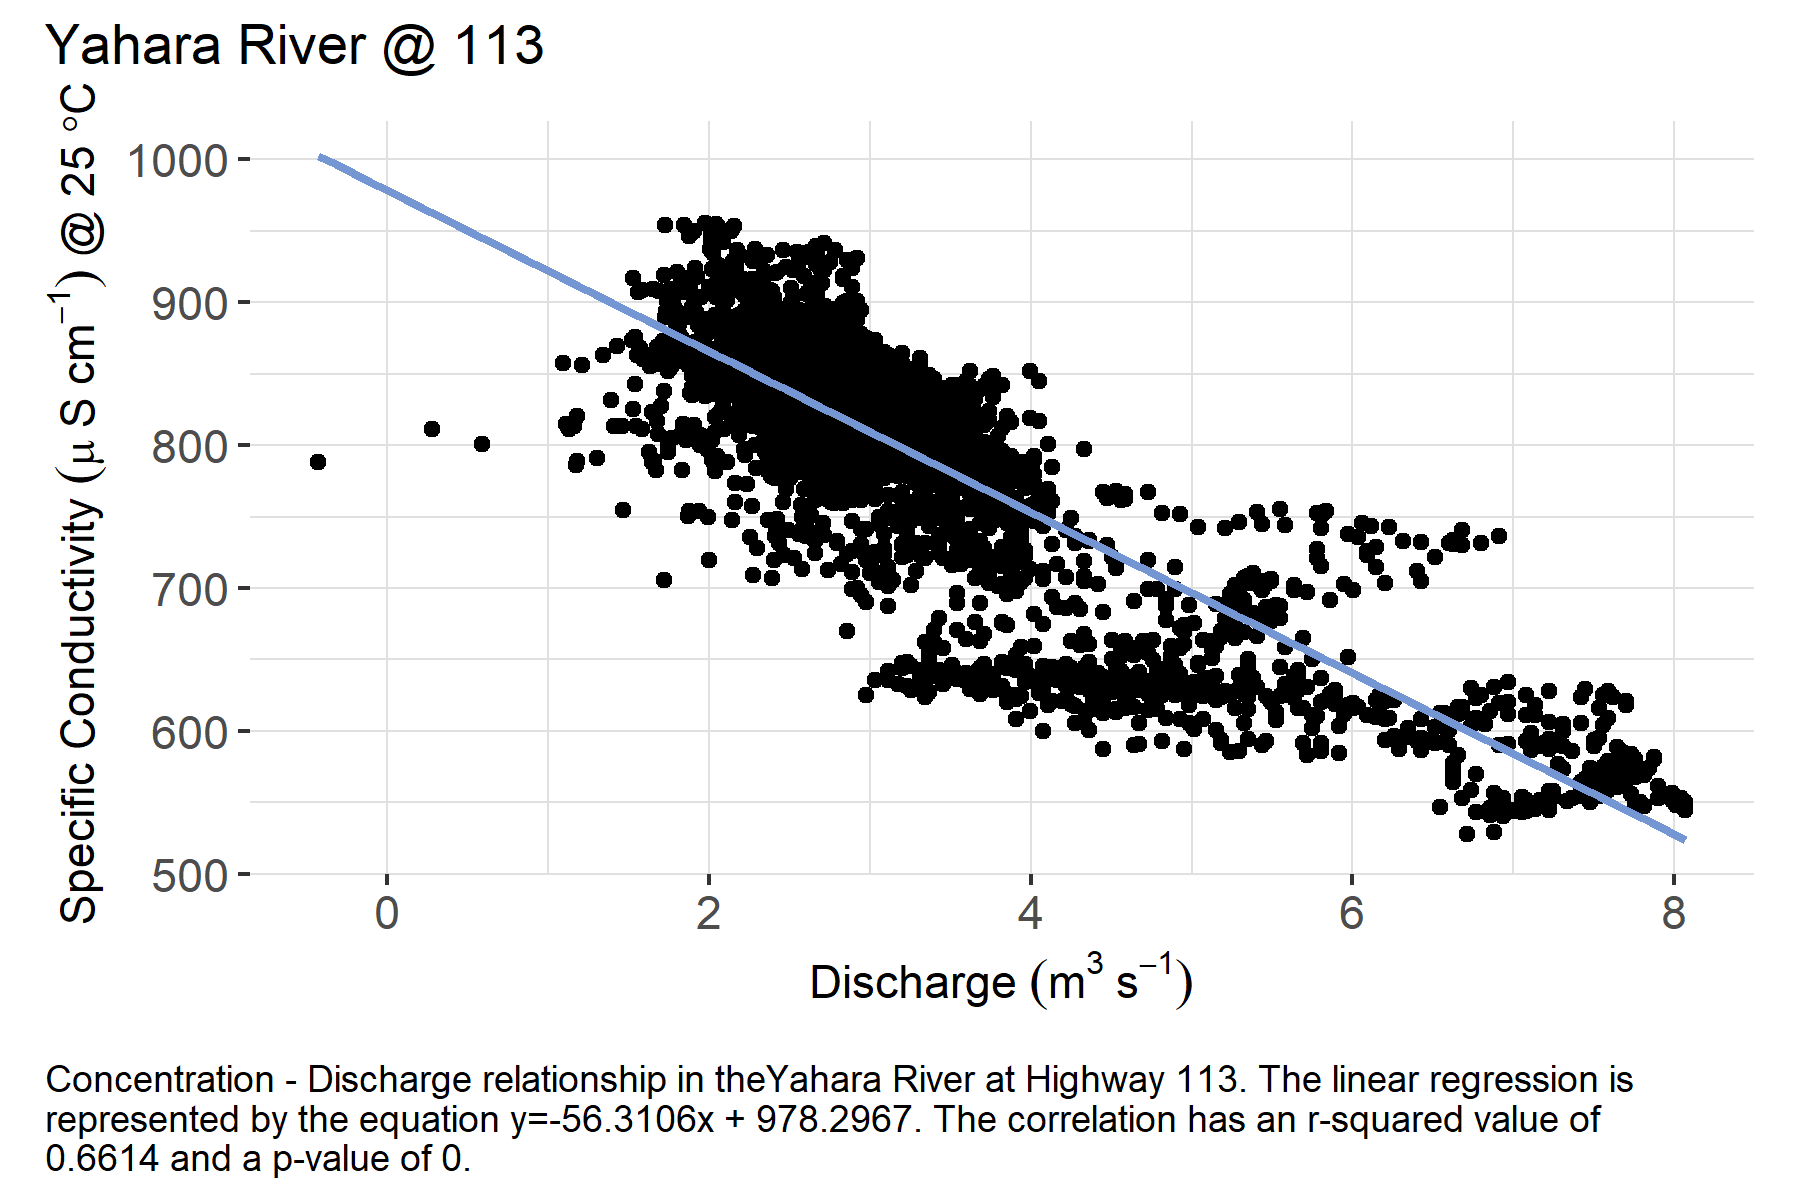 Yahara River @ 113
Specific Conductivity (μ S cm⁻¹) @ 25 °C
1000
900
800
700
600
500
0 2 4 6 8
Discharge (m³ s⁻¹)
Concentration - Discharge relationship in theYahara River at Highway 113. The linear regression is
represented by the equation y=-56.3106x + 978.2967. The correlation has an r-squared value of
0.6614 and a p-value of 0.